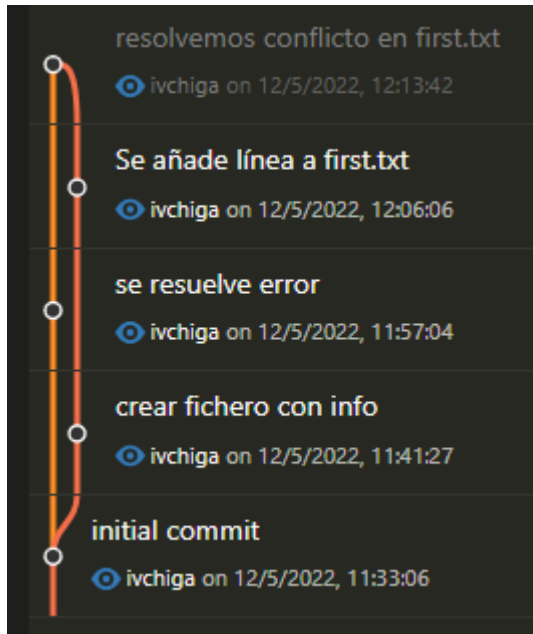 resolvemos conflicto en first.txt
ivchiga on 12/5/2022, 12:13:42
Se añade línea a first.txt
ivchiga on 12/5/2022, 12:06:06
se resuelve error
ivchiga on 12/5/2022, 11:57:04
crear fichero con info
ivchiga on 12/5/2022, 11:41:27
initial commit
ivchiga on 12/5/2022, 11:33:06